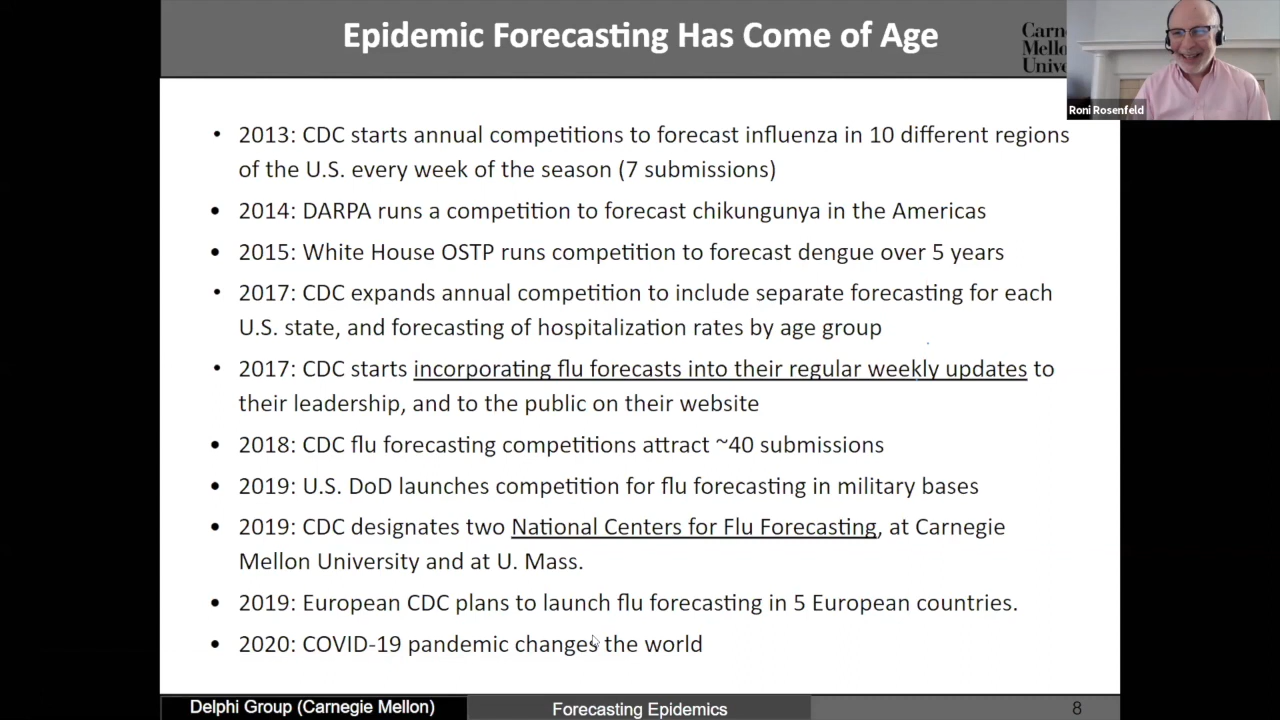 Epidemic Forecasting Has Come of Age
Carn
Mello
Unive
Roni Rosenfeld
• 2013: CDC starts annual competitions to forecast influenza in 10 different regions
of the U.S. every week of the season (7 submissions)
• 2014: DARPA runs a competition to forecast chikungunya in the Americas
• 2015: White House OSTP runs competition to forecast dengue over 5 years
• 2017: CDC expands annual competition to include separate forecasting for each
U.S. state, and forecasting of hospitalization rates by age group
• 2017: CDC starts incorporating flu forecasts into their regular weekly updates to
their leadership, and to the public on their website
• 2018: CDC flu forecasting competitions attract ~40 submissions
• 2019: U.S. DoD launches competition for flu forecasting in military bases
• 2019: CDC designates two National Centers for Flu Forecasting, at Carnegie
Mellon University and at U. Mass.
• 2019: European CDC plans to launch flu forecasting in 5 European countries.
• 2020: COVID-19 pandemic changes the world
Delphi Group (Carnegie Mellon)
Forecasting Epidemics
8